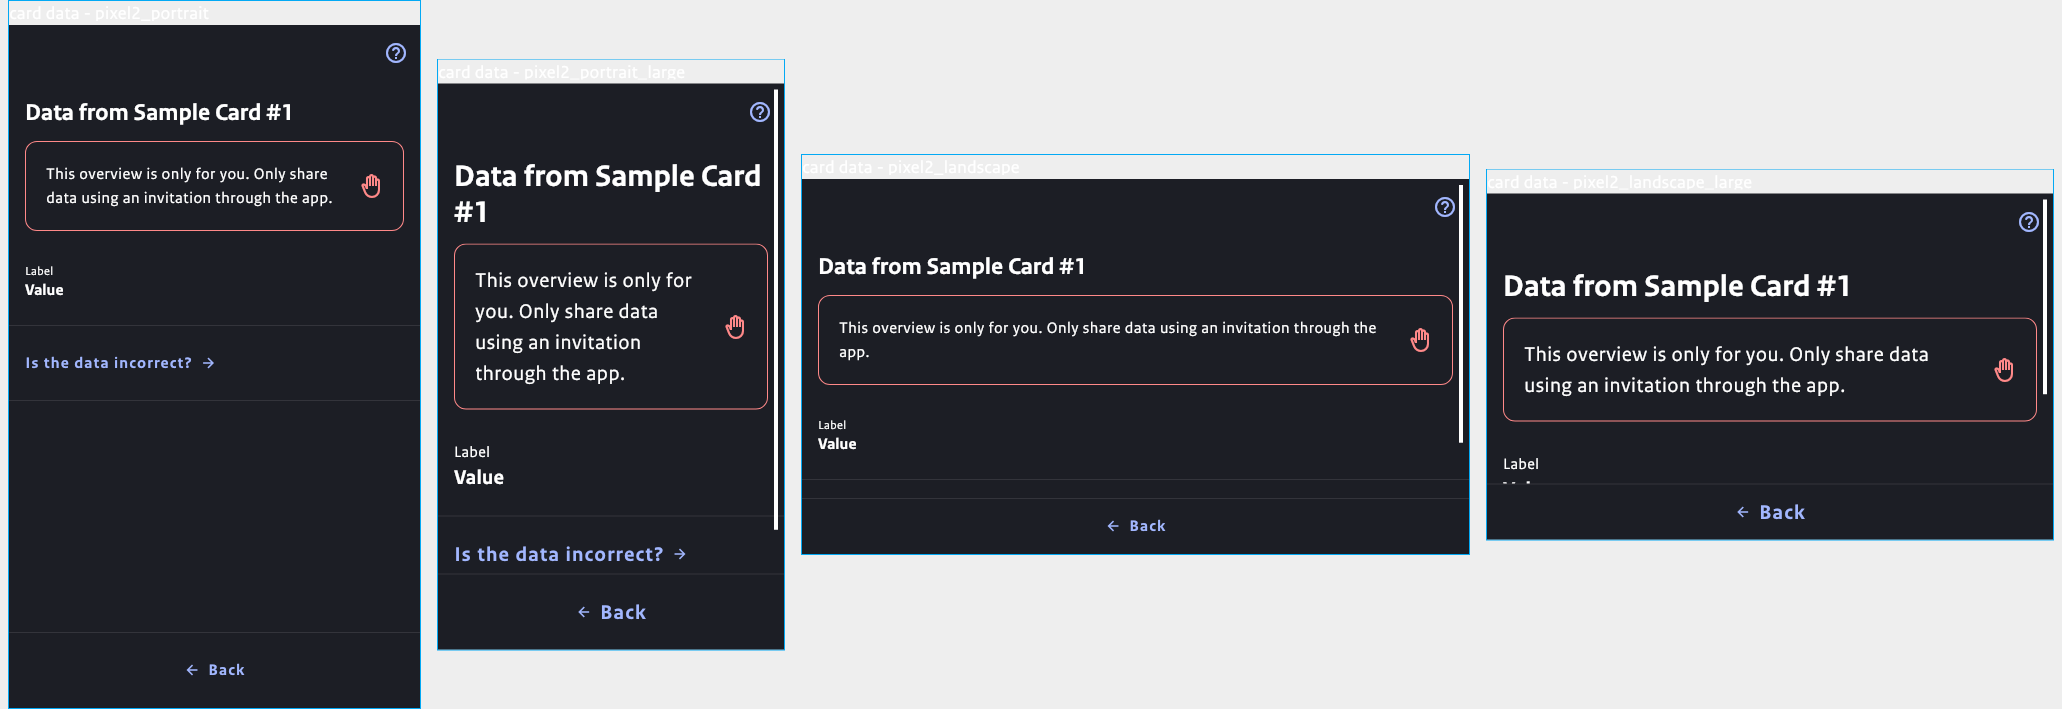 card data - pixel2_portrait
Data from Sample Card #1
This overview is only for you. Only share
data using an invitation through the app.
Label
Value
Is the data incorrect? →
← Back
card data - pixel2_portrait_large
Data from Sample Card
#1
This overview is only for
you. Only share data
using an invitation
through the app.
Label
Value
Is the data incorrect? →
← Back
card data - pixel2_landscape
Data from Sample Card #1
This overview is only for you. Only share data using an invitation through the
app.
Label
Value
← Back
card data - pixel2_landscape_large
Data from Sample Card #1
This overview is only for you. Only share data
using an invitation through the app.
Label
← Back